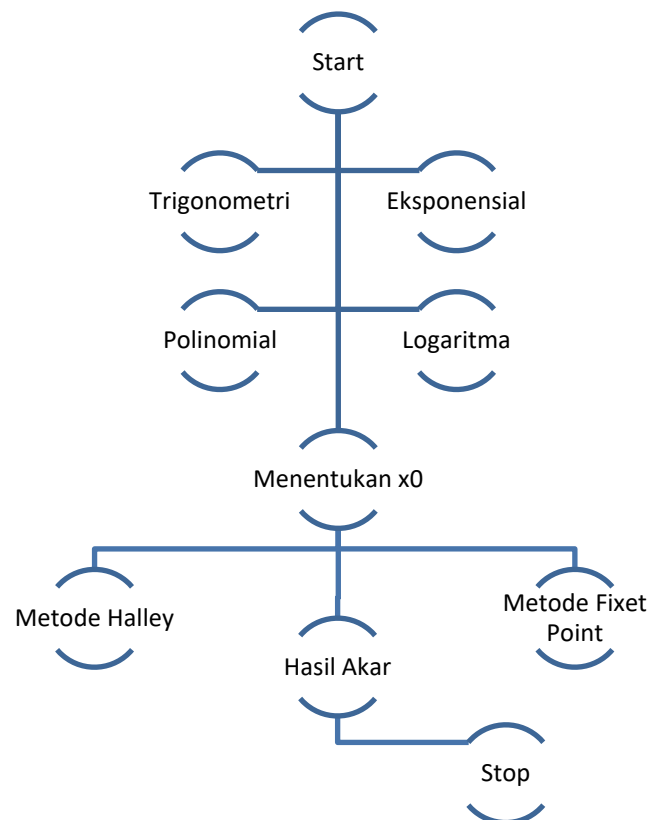 Start
Trigonometri
Eksponensial
Polinomial
Logaritma
Menentukan x0
Metode Halley
Hasil Akar
Metode Fixet
Point
Stop